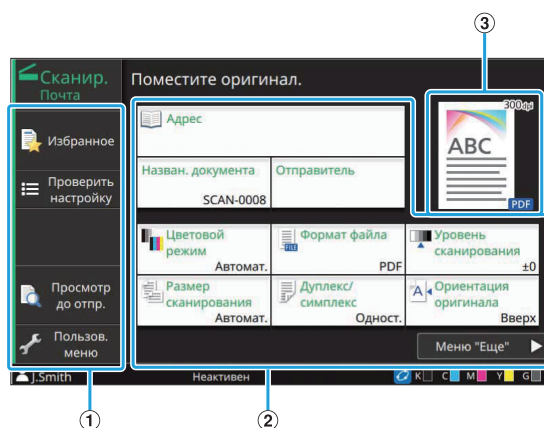 ③
Сканир.
Почта
Поместите оригинал.
300dpi
Избранное
Проверить
настройку
Просмотр
до отпр.
Пользов.
меню
Адрес
Назван. документа
SCAN-0008
Отправитель
ABC
PDF
Цветовой
режим
Автомат.
Формат файла
FILE
PDF
Уровень
сканирования
±0
Размер
сканирования
Автомат.
Дуплекс/
симплекс
Одност.
A
Ориентация
оригинала
Вверх
Меню "Еще"
J.Smith
Неактивен
K C M Y G
① ②